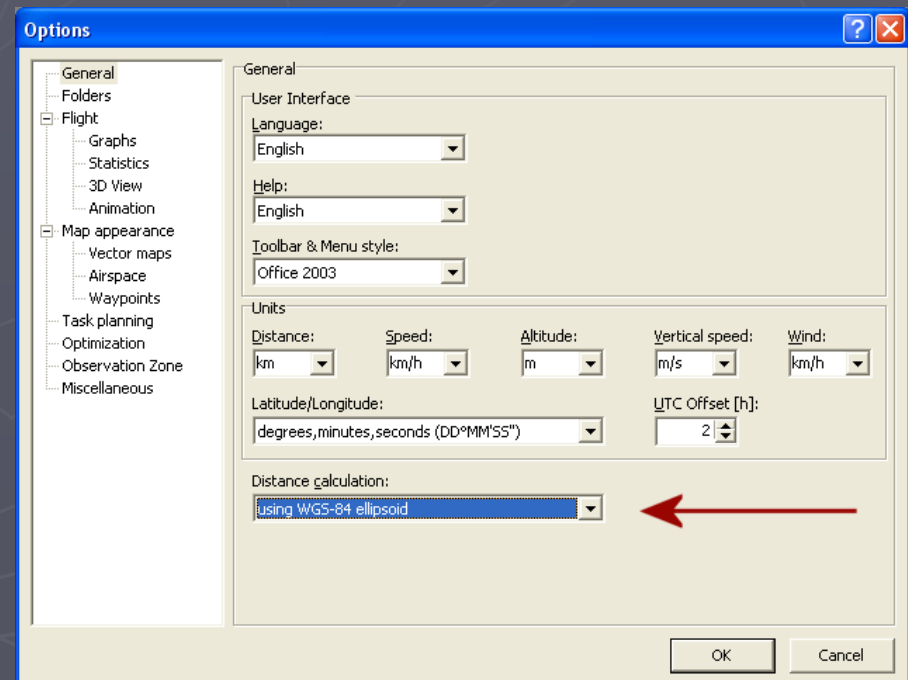 Options
General
Folders
Flight
Graphs
Statistics
3D View
Animation
Map appearance
Vector maps
Airspace
Waypoints
Task planning
Optimization
Observation Zone
Miscellaneous
General
User Interface
Language:
English
Help:
English
Toolbar & Menu style:
Office 2003
Units
Distance: Speed: Altitude: Vertical speed: Wind:
km km/h m m/s km/h
Latitude/Longitude: UTC Offset [h]:
degrees,minutes,seconds (DD°MM'SS") 2
Distance calculation:
using WGS-84 ellipsoid
OK Cancel